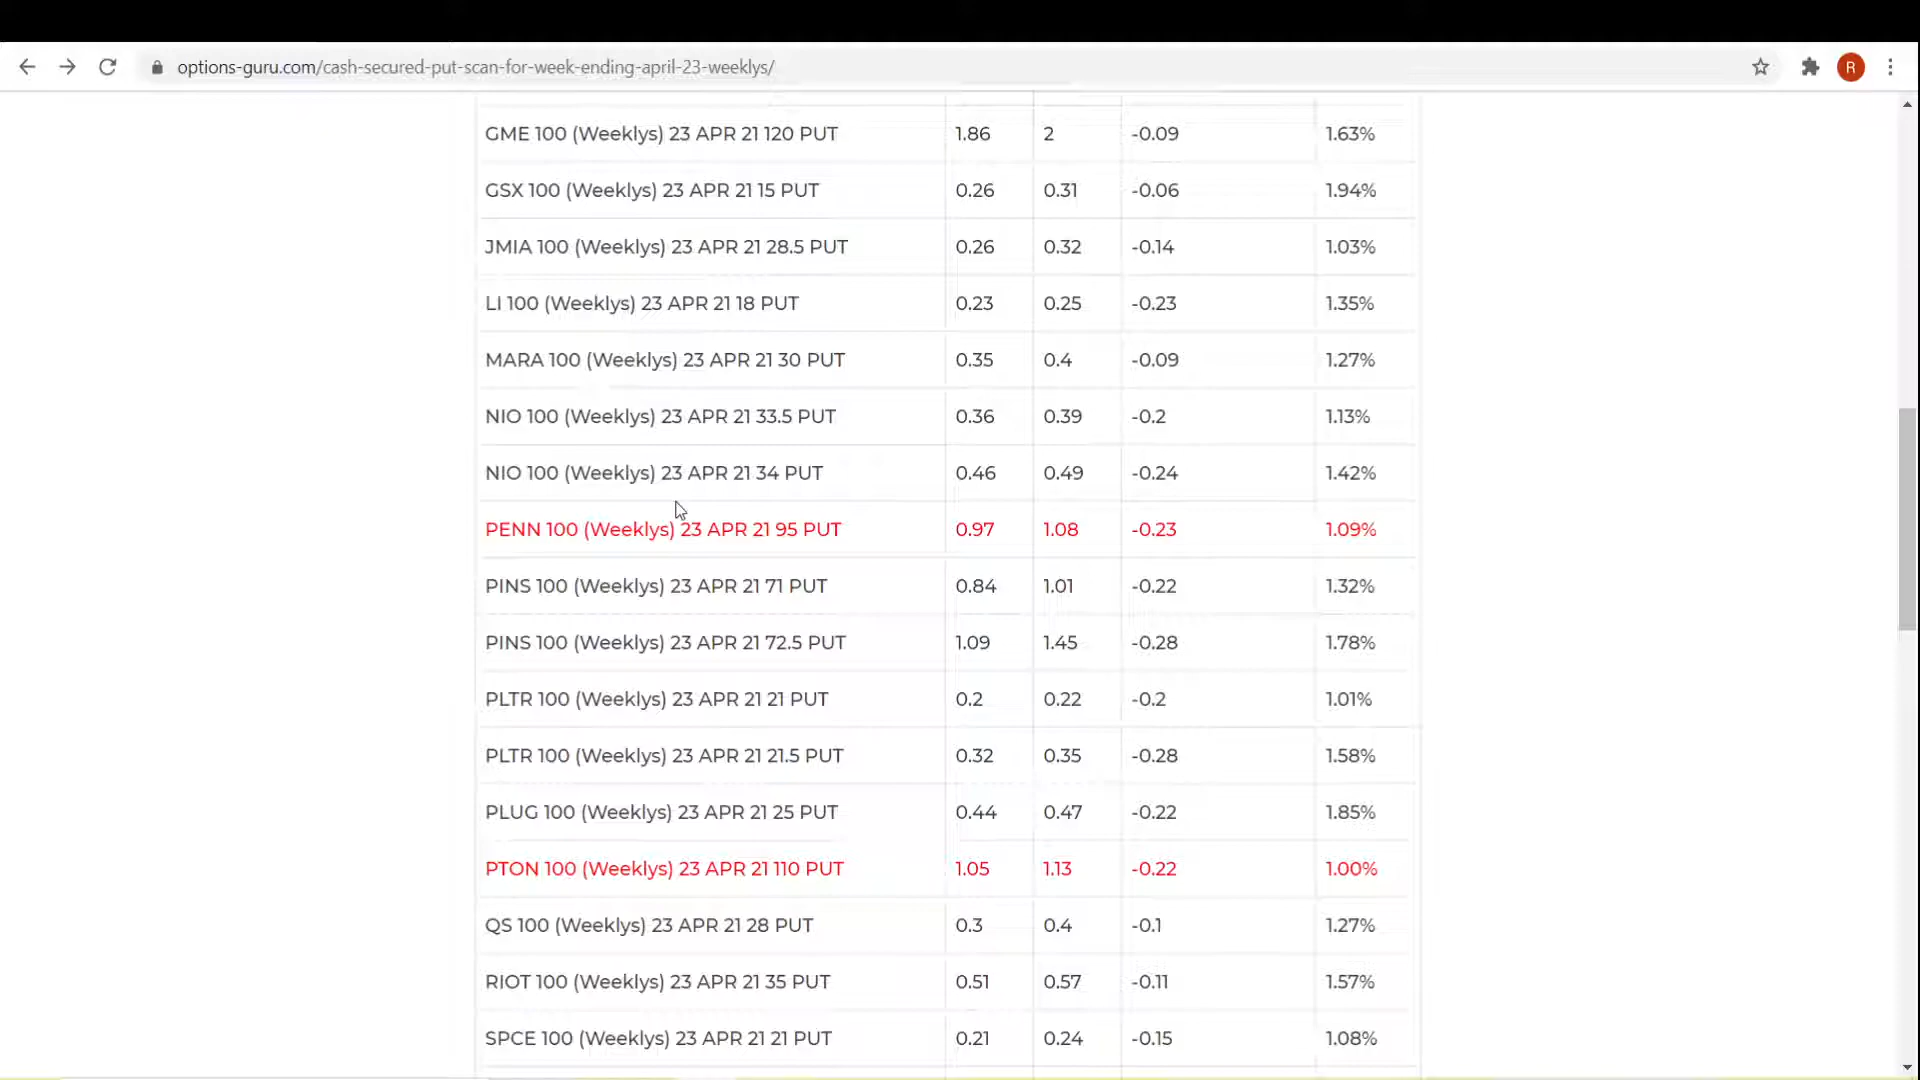 options-guru.com/cash-secured-put-scan-for-week-ending-april-23-weeklys/
R
GME 100 (Weeklys) 23 APR 21 120 PUT 1.86 2 -0.09 1.63%
GSX 100 (Weeklys) 23 APR 21 15 PUT 0.26 0.31 -0.06 1.94%
JMIA 100 (Weeklys) 23 APR 21 28.5 PUT 0.26 0.32 -0.14 1.03%
LI 100 (Weeklys) 23 APR 21 18 PUT 0.23 0.25 -0.23 1.35%
MARA 100 (Weeklys) 23 APR 21 30 PUT 0.35 0.4 -0.09 1.27%
NIO 100 (Weeklys) 23 APR 21 33.5 PUT 0.36 0.39 -0.2 1.13%
NIO 100 (Weeklys) 23 APR 21 34 PUT 0.46 0.49 -0.24 1.42%
PENN 100 (Weeklys) 23 APR 21 95 PUT 0.97 1.08 -0.23 1.09%
PINS 100 (Weeklys) 23 APR 21 71 PUT 0.84 1.01 -0.22 1.32%
PINS 100 (Weeklys) 23 APR 21 72.5 PUT 1.09 1.45 -0.28 1.78%
PLTR 100 (Weeklys) 23 APR 21 21 PUT 0.2 0.22 -0.2 1.01%
PLTR 100 (Weeklys) 23 APR 21 21.5 PUT 0.32 0.35 -0.28 1.58%
PLUG 100 (Weeklys) 23 APR 21 25 PUT 0.44 0.47 -0.22 1.85%
PTON 100 (Weeklys) 23 APR 21 110 PUT 1.05 1.13 -0.22 1.00%
QS 100 (Weeklys) 23 APR 21 28 PUT 0.3 0.4 -0.1 1.27%
RIOT 100 (Weeklys) 23 APR 21 35 PUT 0.51 0.57 -0.11 1.57%
SPCE 100 (Weeklys) 23 APR 21 21 PUT 0.21 0.24 -0.15 1.08%